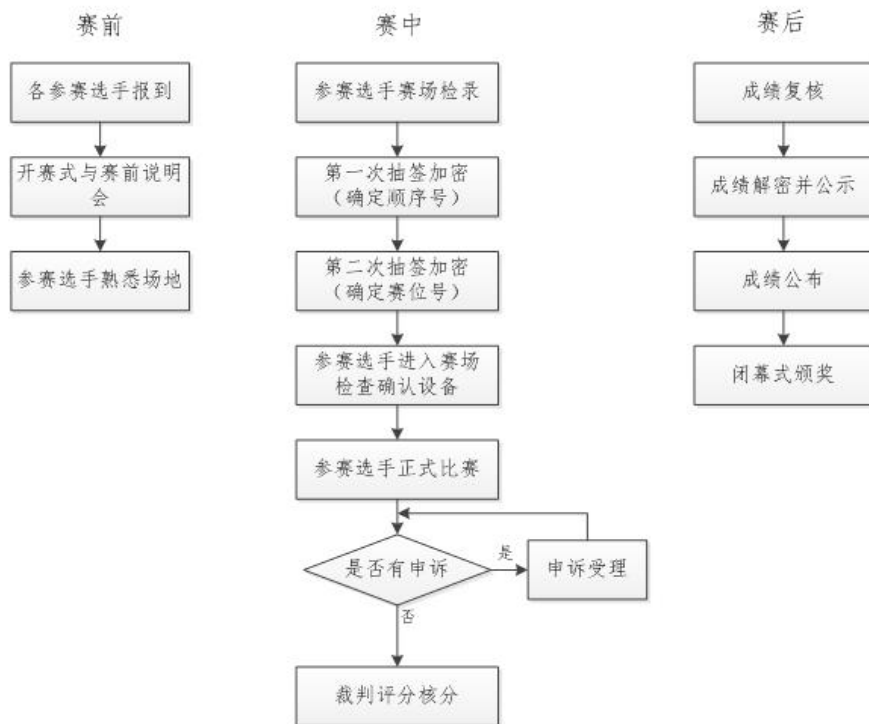 赛前
各参赛选手报到
开赛式与赛前说明
会
参赛选手熟悉场地
赛中
参赛选手赛场检录
第一次抽签加密
（确定顺序号）
第二次抽签加密
（确定赛位号）
参赛选手进入赛场
检查确认设备
参赛选手正式比赛
是否有申诉
是
申诉受理
否
裁判评分核分
赛后
成绩复核
成绩解密并公示
成绩公布
闭幕式颁奖